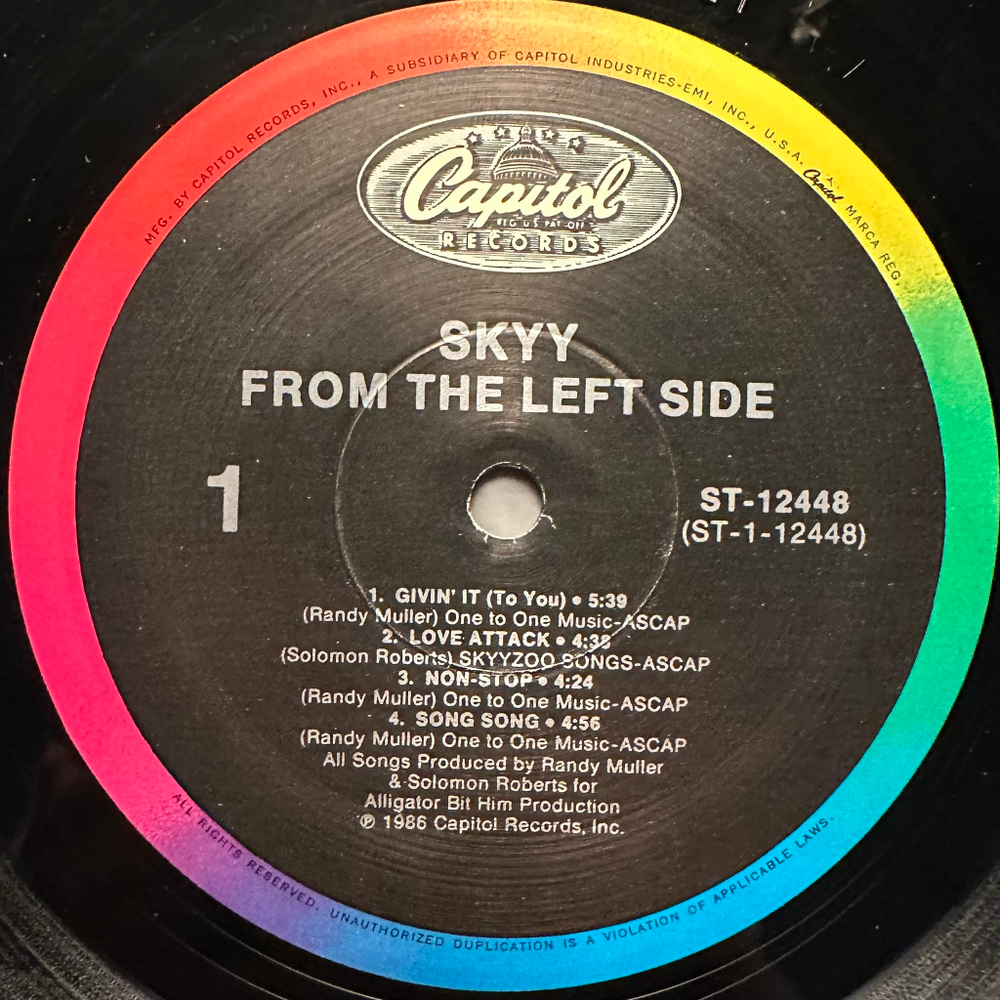 MFG. BY CAPITOL RECORDS, INC., A SUBSIDIARY OF CAPITOL INDUSTRIES-EMI, INC., U.S.A. Capitol MARCA REG.
Capitol
REG. U.S. PAT. OFF.
RECORDS
SKYY
FROM THE LEFT SIDE
1
ST-12448
(ST-1-12448)
1. GIVIN' IT (To You) • 5:39
(Randy Muller) One to One Music-ASCAP
2. LOVE ATTACK • 4:38
(Solomon Roberts) SKYYZOO SONGS-ASCAP
3. NON-STOP • 4:24
(Randy Muller) One to One Music-ASCAP
4. SONG SONG • 4:56
(Randy Muller) One to One Music-ASCAP
All Songs Produced by Randy Muller
& Solomon Roberts for
Alligator Bit Him Production
℗ 1986 Capitol Records, Inc.
ALL RIGHTS RESERVED. UNAUTHORIZED DUPLICATION IS A VIOLATION OF APPLICABLE LAWS.